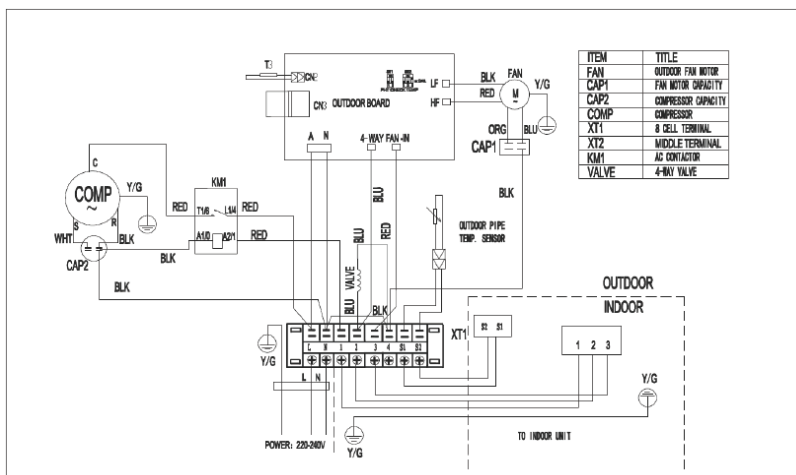 T3
CN2
CN3
OUTDOOR BOARD
LF
HF
BLK
RED
FAN
M
~
Y/G
ORG
BLU
CAP1
BLK
A N
4-WAY FAN-IN
ITEM TITLE
FAN OUTDOOR FAN MOTOR
CAP1 FAN MOTOR CAPACITY
CAP2 COMPRESSOR CAPACITY
COMP COMPRESSOR
XT1 8 CELL TERMINAL
XT2 MIDDLE TERMINAL
KM1 AC CONTACTOR
VALVE 4-WAY VALVE
C
COMP
~
S
R
Y/G
WHT
BLK
CAP2
RED
KM1
T1/6
L1/4
RED
A1/0
A2/1
RED
BLK
BLK
BLU
BLU
RED
VALVE
BLU
BLK
OUTDOOR PIPE
TEMP. SENSOR
OUTDOOR
INDOOR
XT1
L N 1 2 3 4 S1 S2
S2 S1
1 2 3
Y/G
L N
Y/G
Y/G
POWER: 220-240V
TO INDOOR UNIT